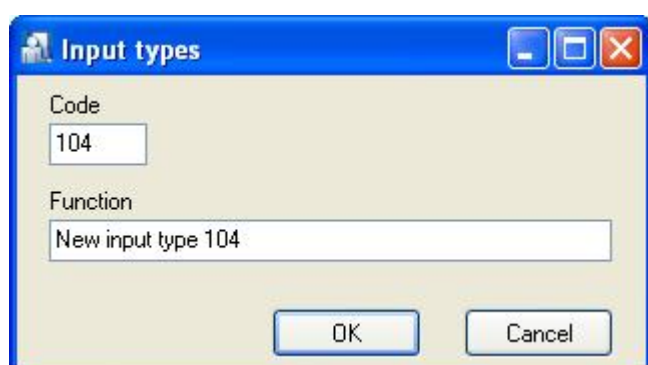 Input types
Code
104
Function
New input type 104
OK Cancel